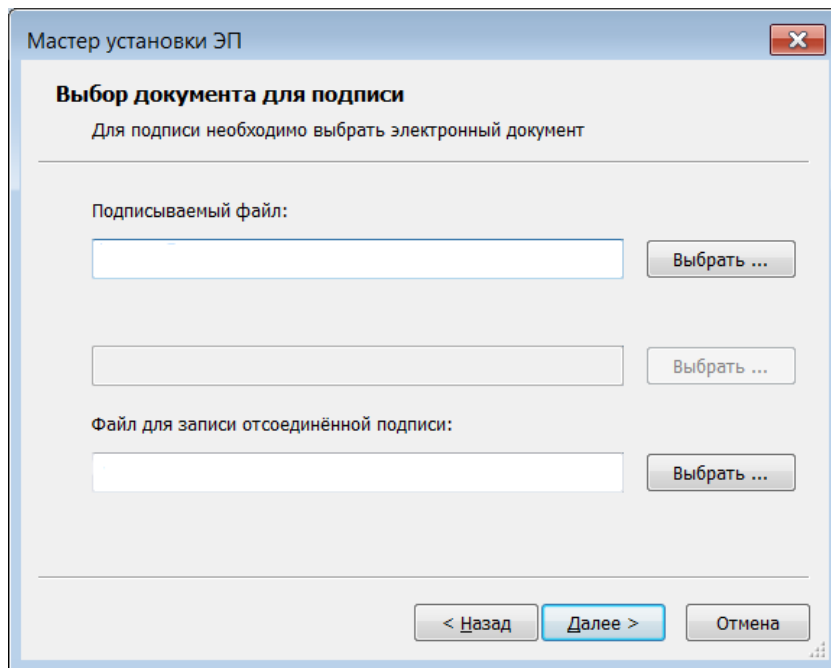 Мастер установки ЭП
Выбор документа для подписи
Для подписи необходимо выбрать электронный документ
Подписываемый файл:
Выбрать ...
Выбрать ...
Файл для записи отсоединённой подписи:
Выбрать ...
< Назад
Далее >
Отмена